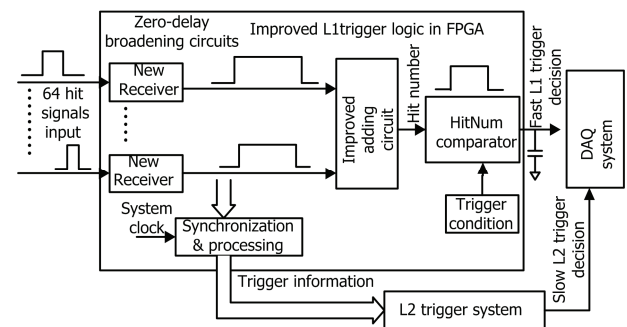 Zero-delay
broadening circuits
Improved L1trigger logic in FPGA
64 hit
signals
input
New
Receiver
New
Receiver
Improved
adding
circuit
Hit number
HitNum
comparator
Trigger
condition
Fast L1 trigger
decision
DAQ
system
System
clock
Synchronization
& processing
Trigger information
L2 trigger system
Slow L2 trigger
decision